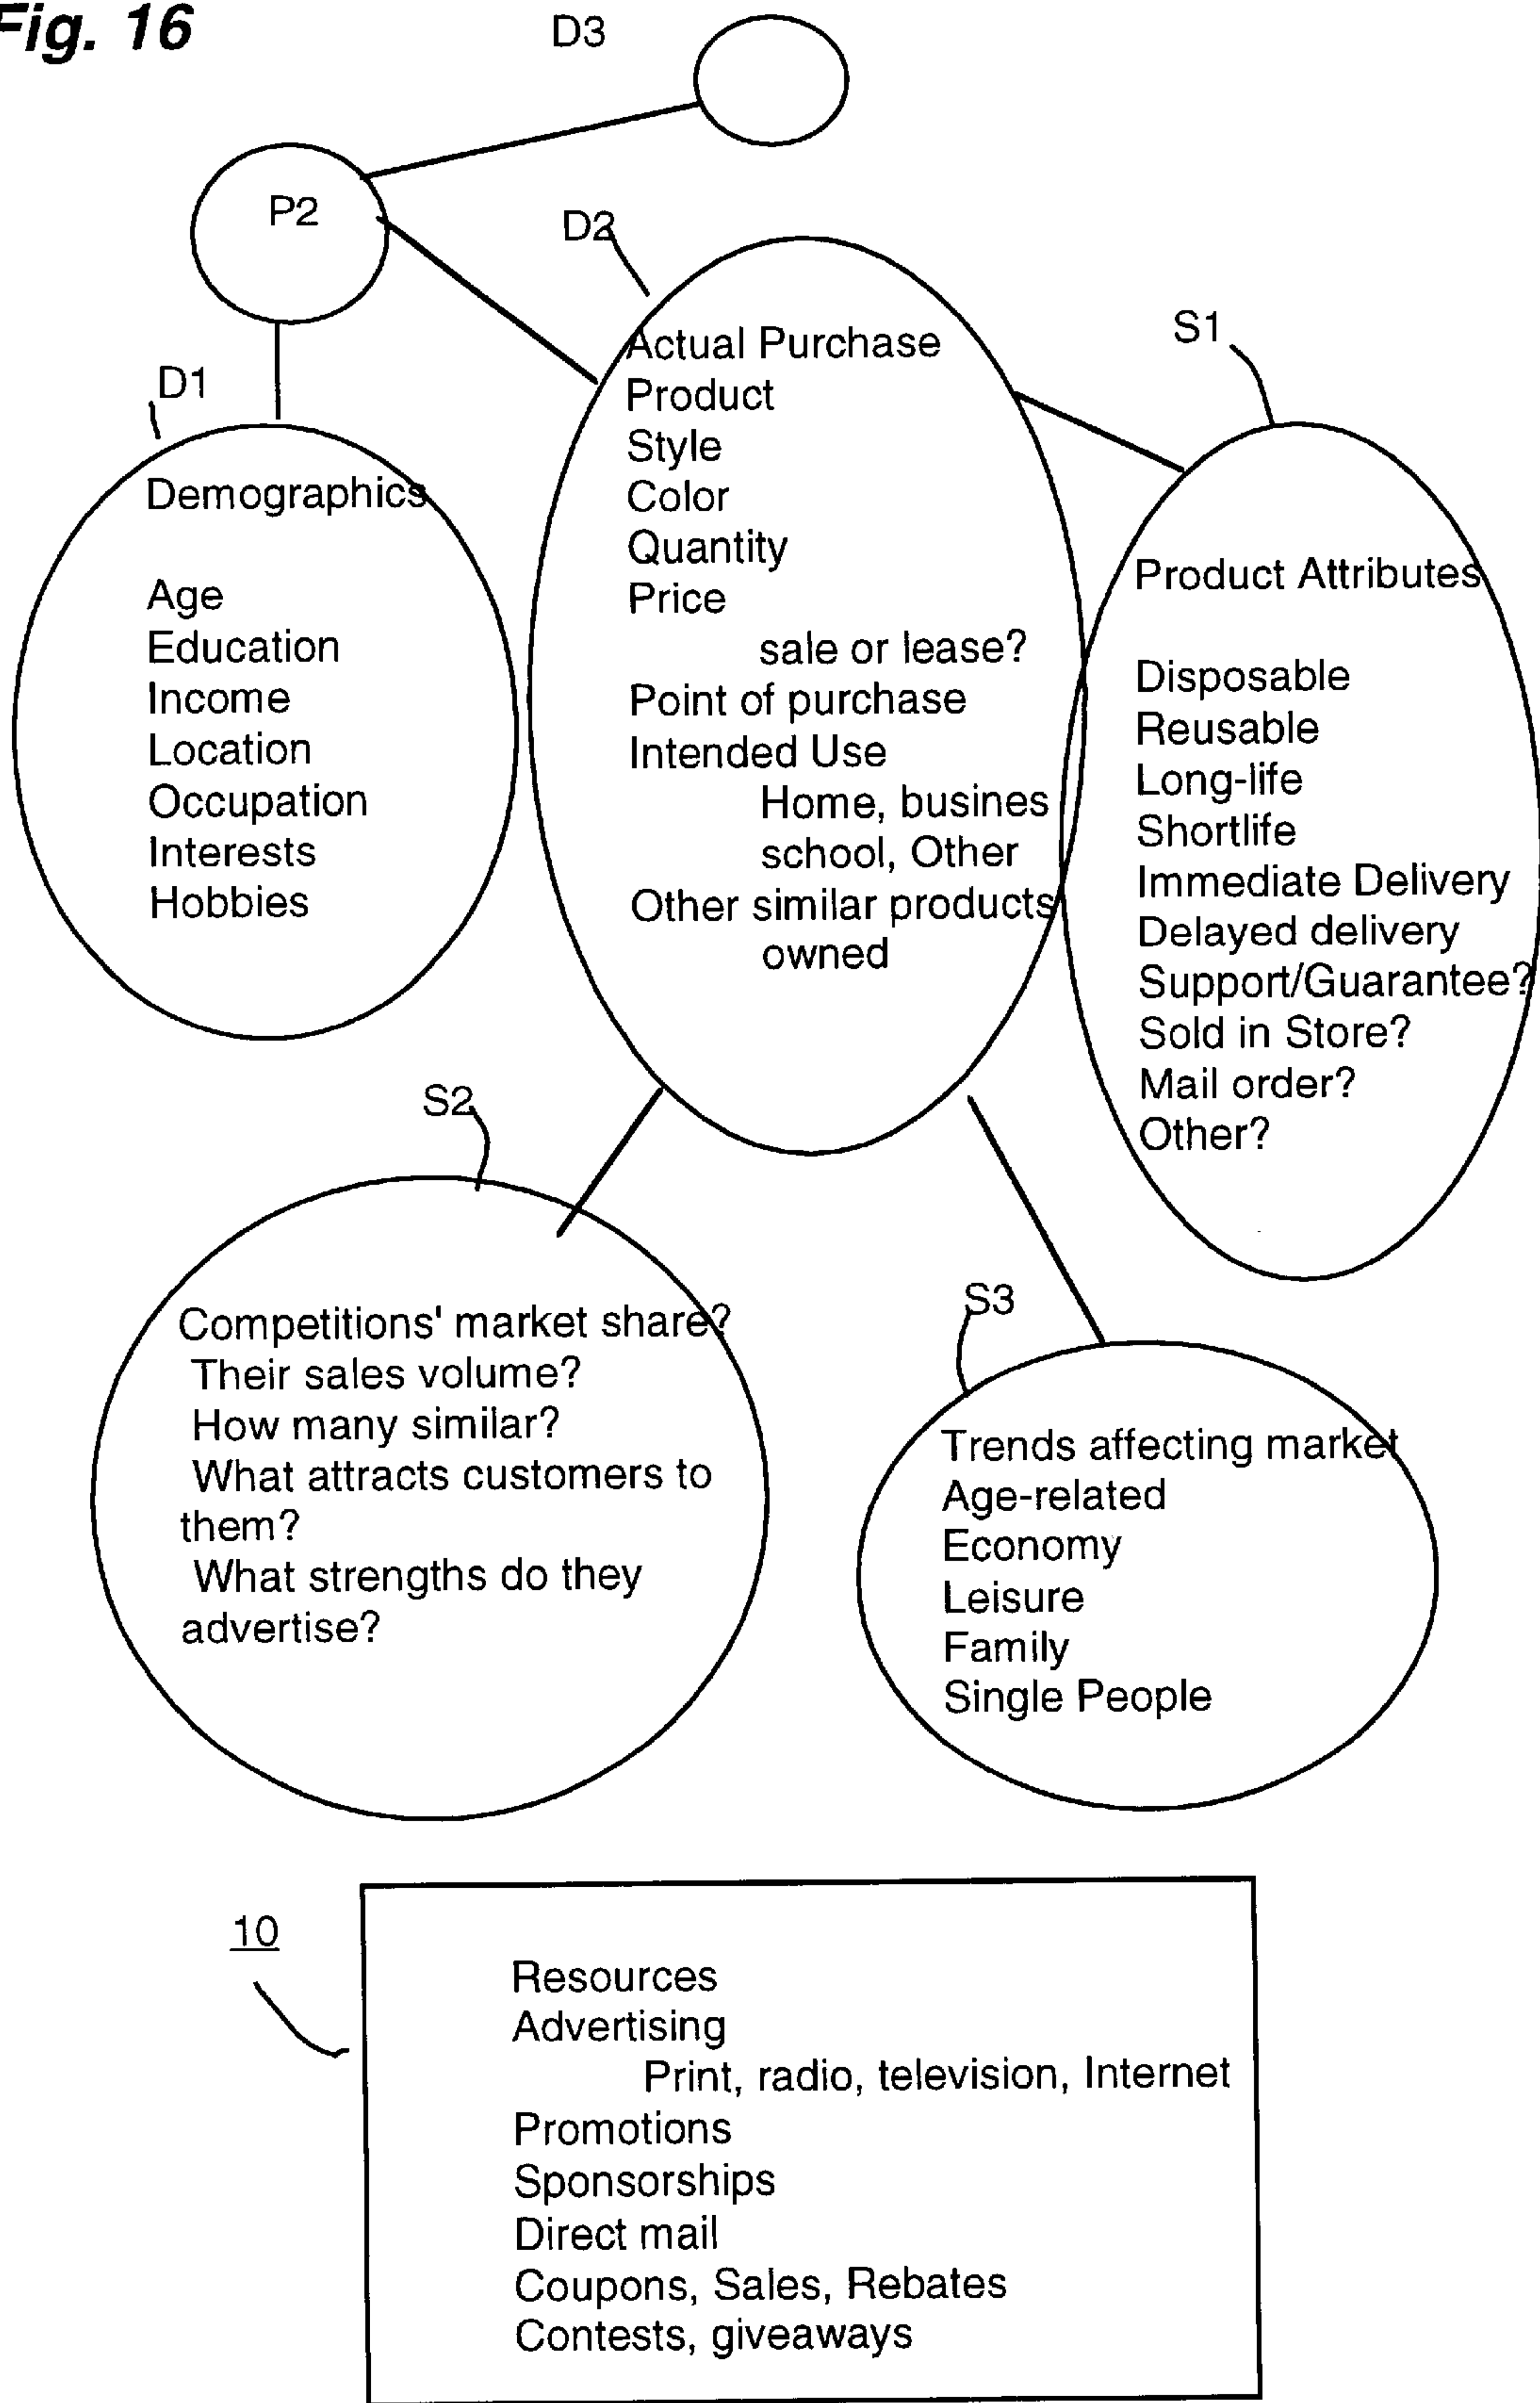 Fig. 16
D3
P2
D2
S1
D1
Actual Purchase
Product
Style
Color
Quantity
Price
sale or lease?
Point of purchase
Intended Use
Home, busines
school, Other
Other similar products
owned
Demographics
Age
Education
Income
Location
Occupation
Interests
Hobbies
Product Attributes
Disposable
Reusable
Long-life
Shortlife
Immediate Delivery
Delayed delivery
Support/Guarantee?
Sold in Store?
Mail order?
Other?
S2
Competitions' market share?
Their sales volume?
How many similar?
What attracts customers to
them?
What strengths do they
advertise?
S3
Trends affecting market
Age-related
Economy
Leisure
Family
Single People
10
Resources
Advertising
Print, radio, television, Internet
Promotions
Sponsorships
Direct mail
Coupons, Sales, Rebates
Contests, giveaways